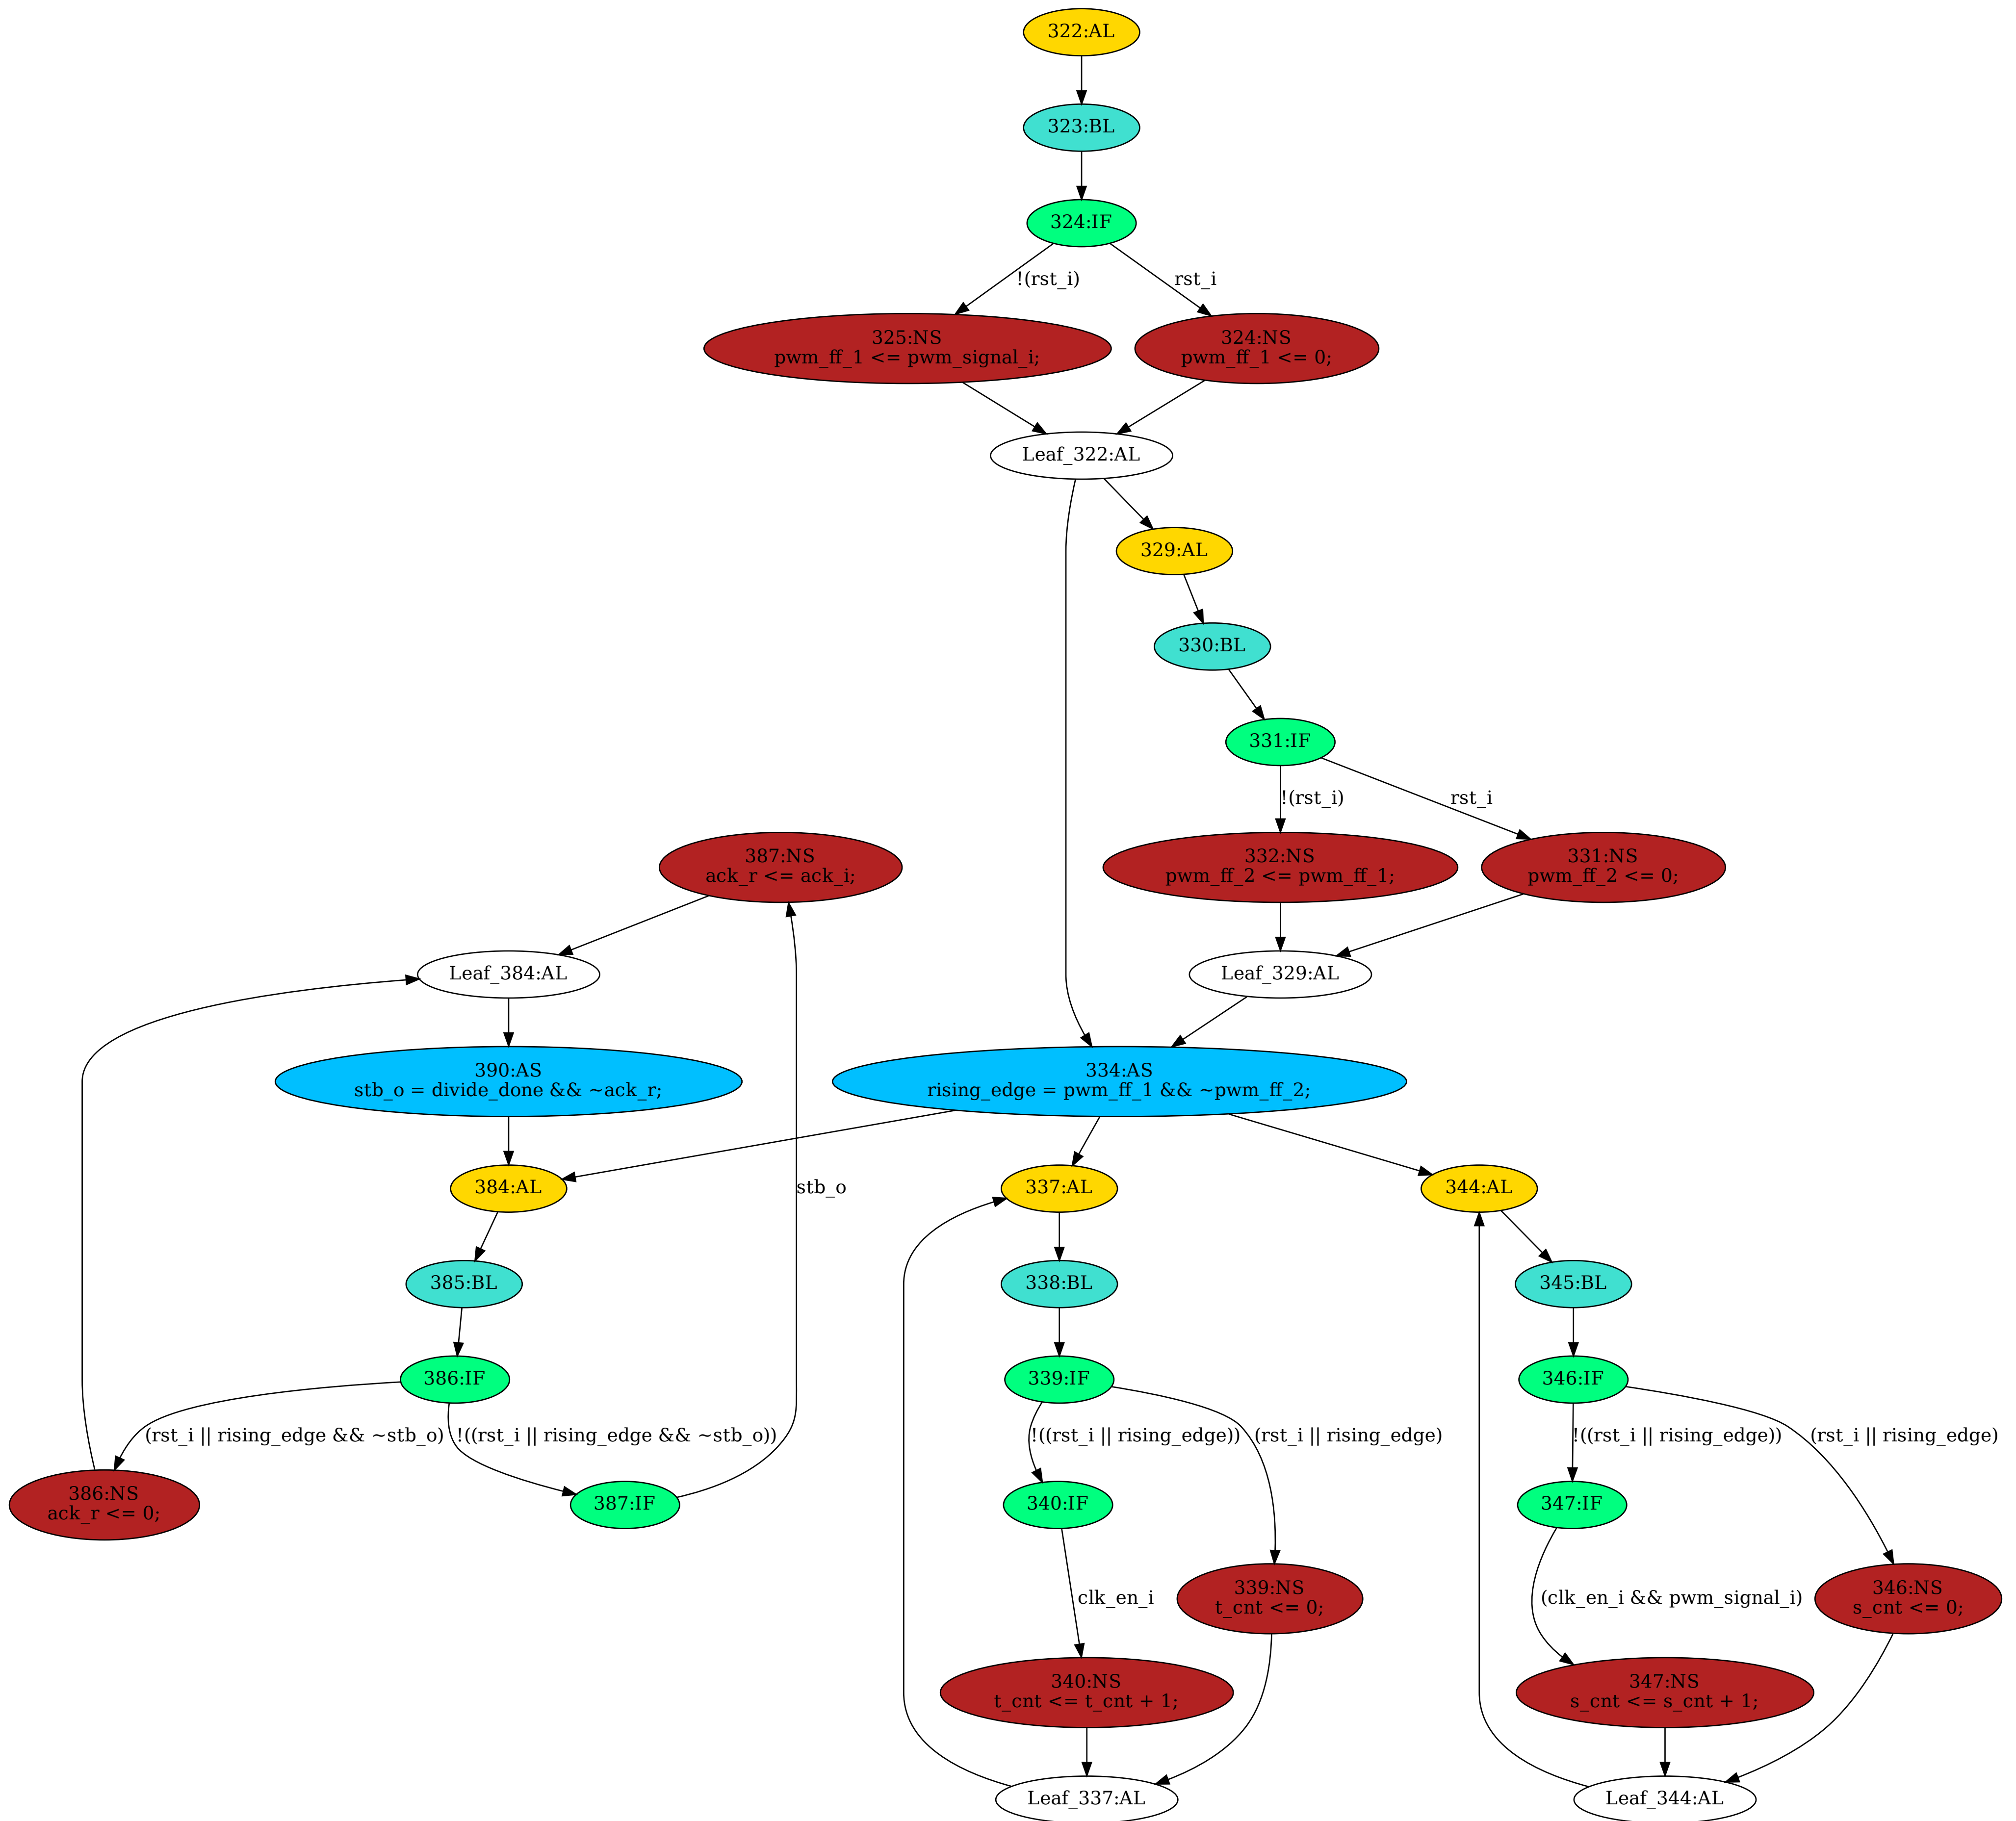 322:AL
323:BL
324:IF
!(rst_i)
rst_i
325:NS
pwm_ff_1 <= pwm_signal_i;
324:NS
pwm_ff_1 <= 0;
Leaf_322:AL
329:AL
330:BL
331:IF
!(rst_i)
rst_i
387:NS
ack_r <= ack_i;
332:NS
pwm_ff_2 <= pwm_ff_1;
331:NS
pwm_ff_2 <= 0;
Leaf_384:AL
Leaf_329:AL
390:AS
stb_o = divide_done && ~ack_r;
334:AS
rising_edge = pwm_ff_1 && ~pwm_ff_2;
384:AL
stb_o
337:AL
344:AL
385:BL
338:BL
345:BL
386:IF
339:IF
346:IF
(rst_i || rising_edge && ~stb_o)
!((rst_i || rising_edge && ~stb_o))
!((rst_i || rising_edge))
(rst_i || rising_edge)
!((rst_i || rising_edge))
(rst_i || rising_edge)
386:NS
ack_r <= 0;
387:IF
340:IF
347:IF
clk_en_i
339:NS
t_cnt <= 0;
(clk_en_i && pwm_signal_i)
346:NS
s_cnt <= 0;
340:NS
t_cnt <= t_cnt + 1;
347:NS
s_cnt <= s_cnt + 1;
Leaf_337:AL
Leaf_344:AL